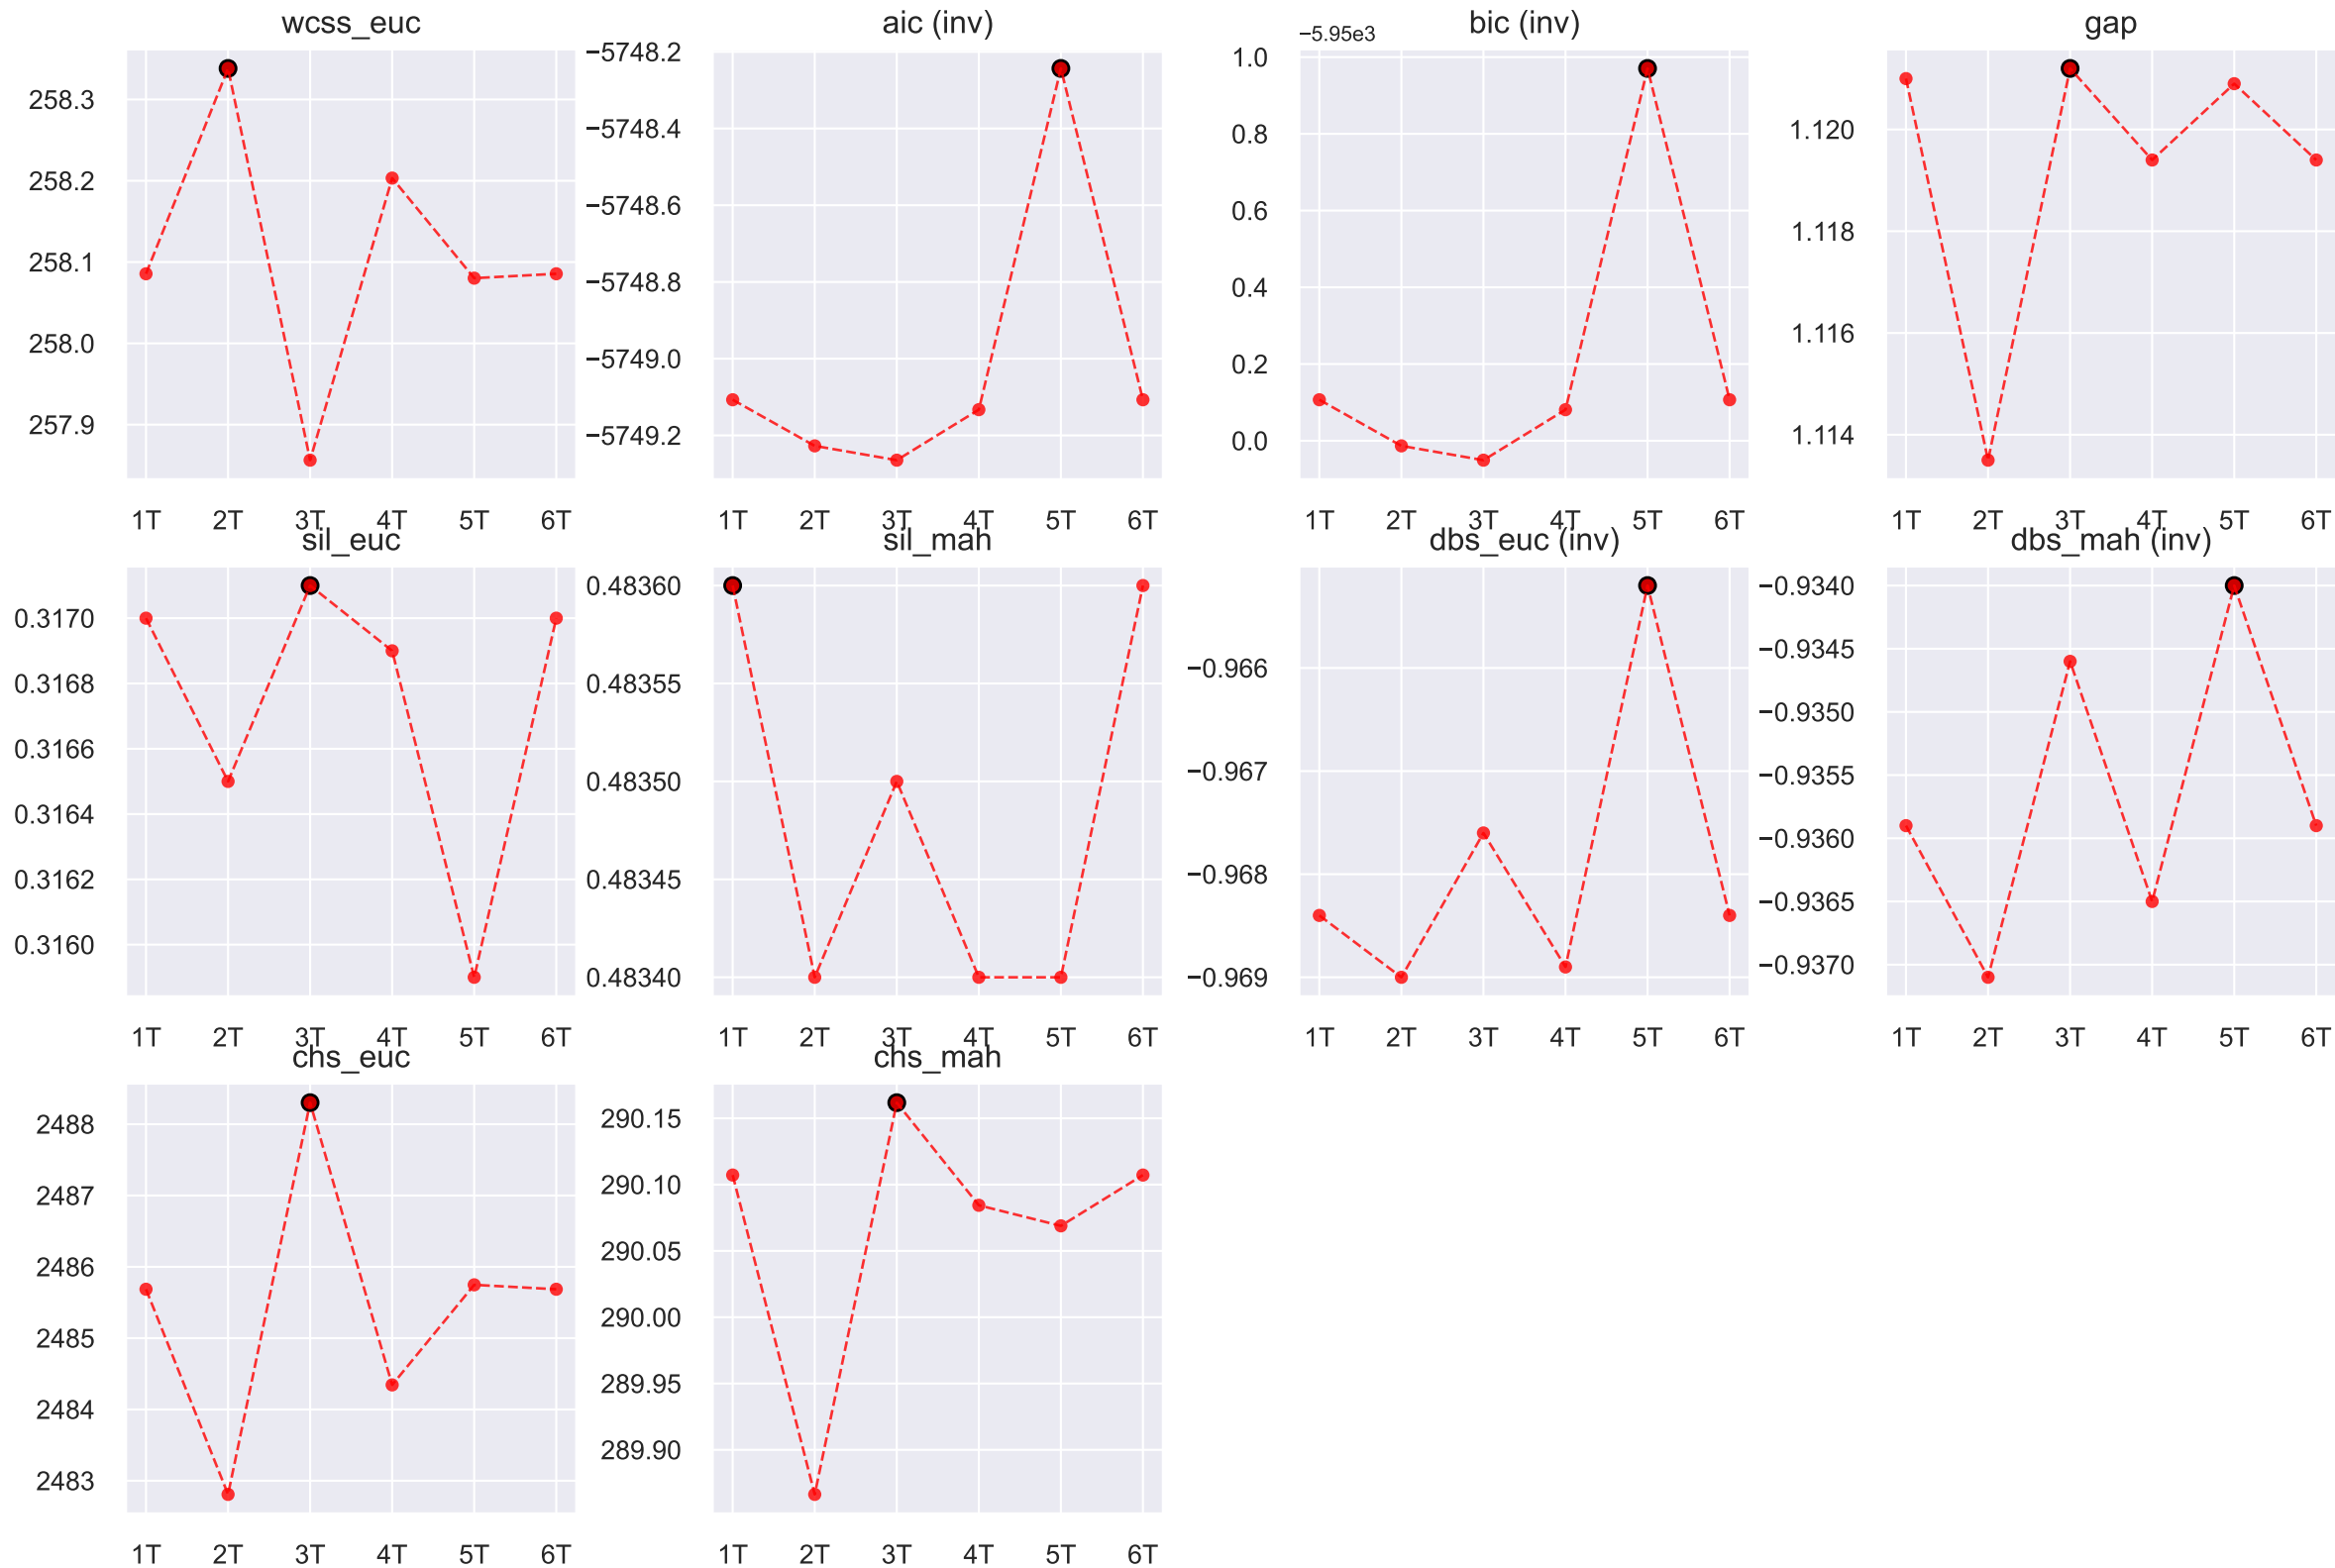 wcss_euc
258.3
258.2
258.1
258.0
257.9
1T 2T 3T 4T 5T 6T
aic (inv)
−5748.2
−5748.4
−5748.6
−5748.8
−5749.0
−5749.2
1T 2T 3T 4T 5T 6T
bic (inv)
−5.95e3
1.0
0.8
0.6
0.4
0.2
0.0
1T 2T 3T 4T 5T 6T
gap
1.120
1.118
1.116
1.114
1T 2T 3T 4T 5T 6T
sil_euc
0.3170
0.3168
0.3166
0.3164
0.3162
0.3160
1T 2T 3T 4T 5T 6T
sil_mah
0.48360
0.48355
0.48350
0.48345
0.48340
1T 2T 3T 4T 5T 6T
dbs_euc (inv)
−0.966
−0.967
−0.968
−0.969
1T 2T 3T 4T 5T 6T
dbs_mah (inv)
−0.9340
−0.9345
−0.9350
−0.9355
−0.9360
−0.9365
−0.9370
1T 2T 3T 4T 5T 6T
chs_euc
2488
2487
2486
2485
2484
2483
1T 2T 3T 4T 5T 6T
chs_mah
290.15
290.10
290.05
290.00
289.95
289.90
1T 2T 3T 4T 5T 6T